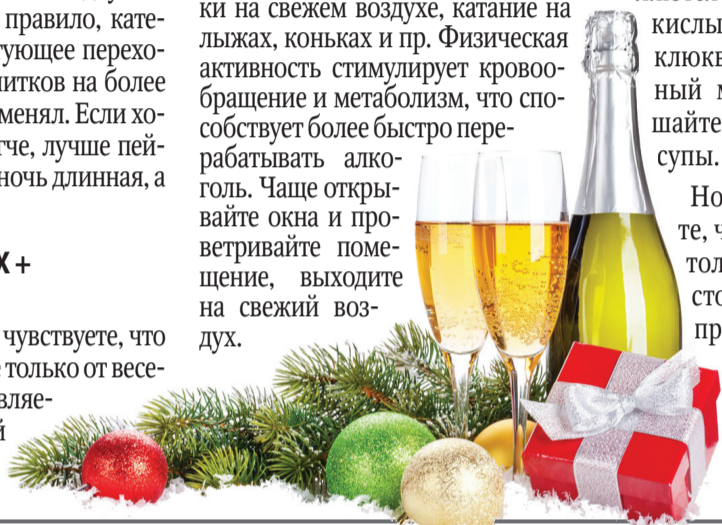 правило, кате-
тующее перехо-
итков на более
менял. Если хо-
гче, лучше пей-
ночь длинная, а
Х +
чувствуете, что
только от весе-
вляе-
й
ки на свежем воздухе, катание на
лыжах, коньках и пр. Физическая
активность стимулирует кровоо-
бращение и метаболизм, что спо-
собствует более быстро пере-
рабатывать алко-
голь. Чаще откры-
вайте окна и про-
ветривайте поме-
щение, выходите
на свежий воз-
дух.
кислы
клюкв
ный м
шайте
супы.
Но
те, ч
тол
сто
пр